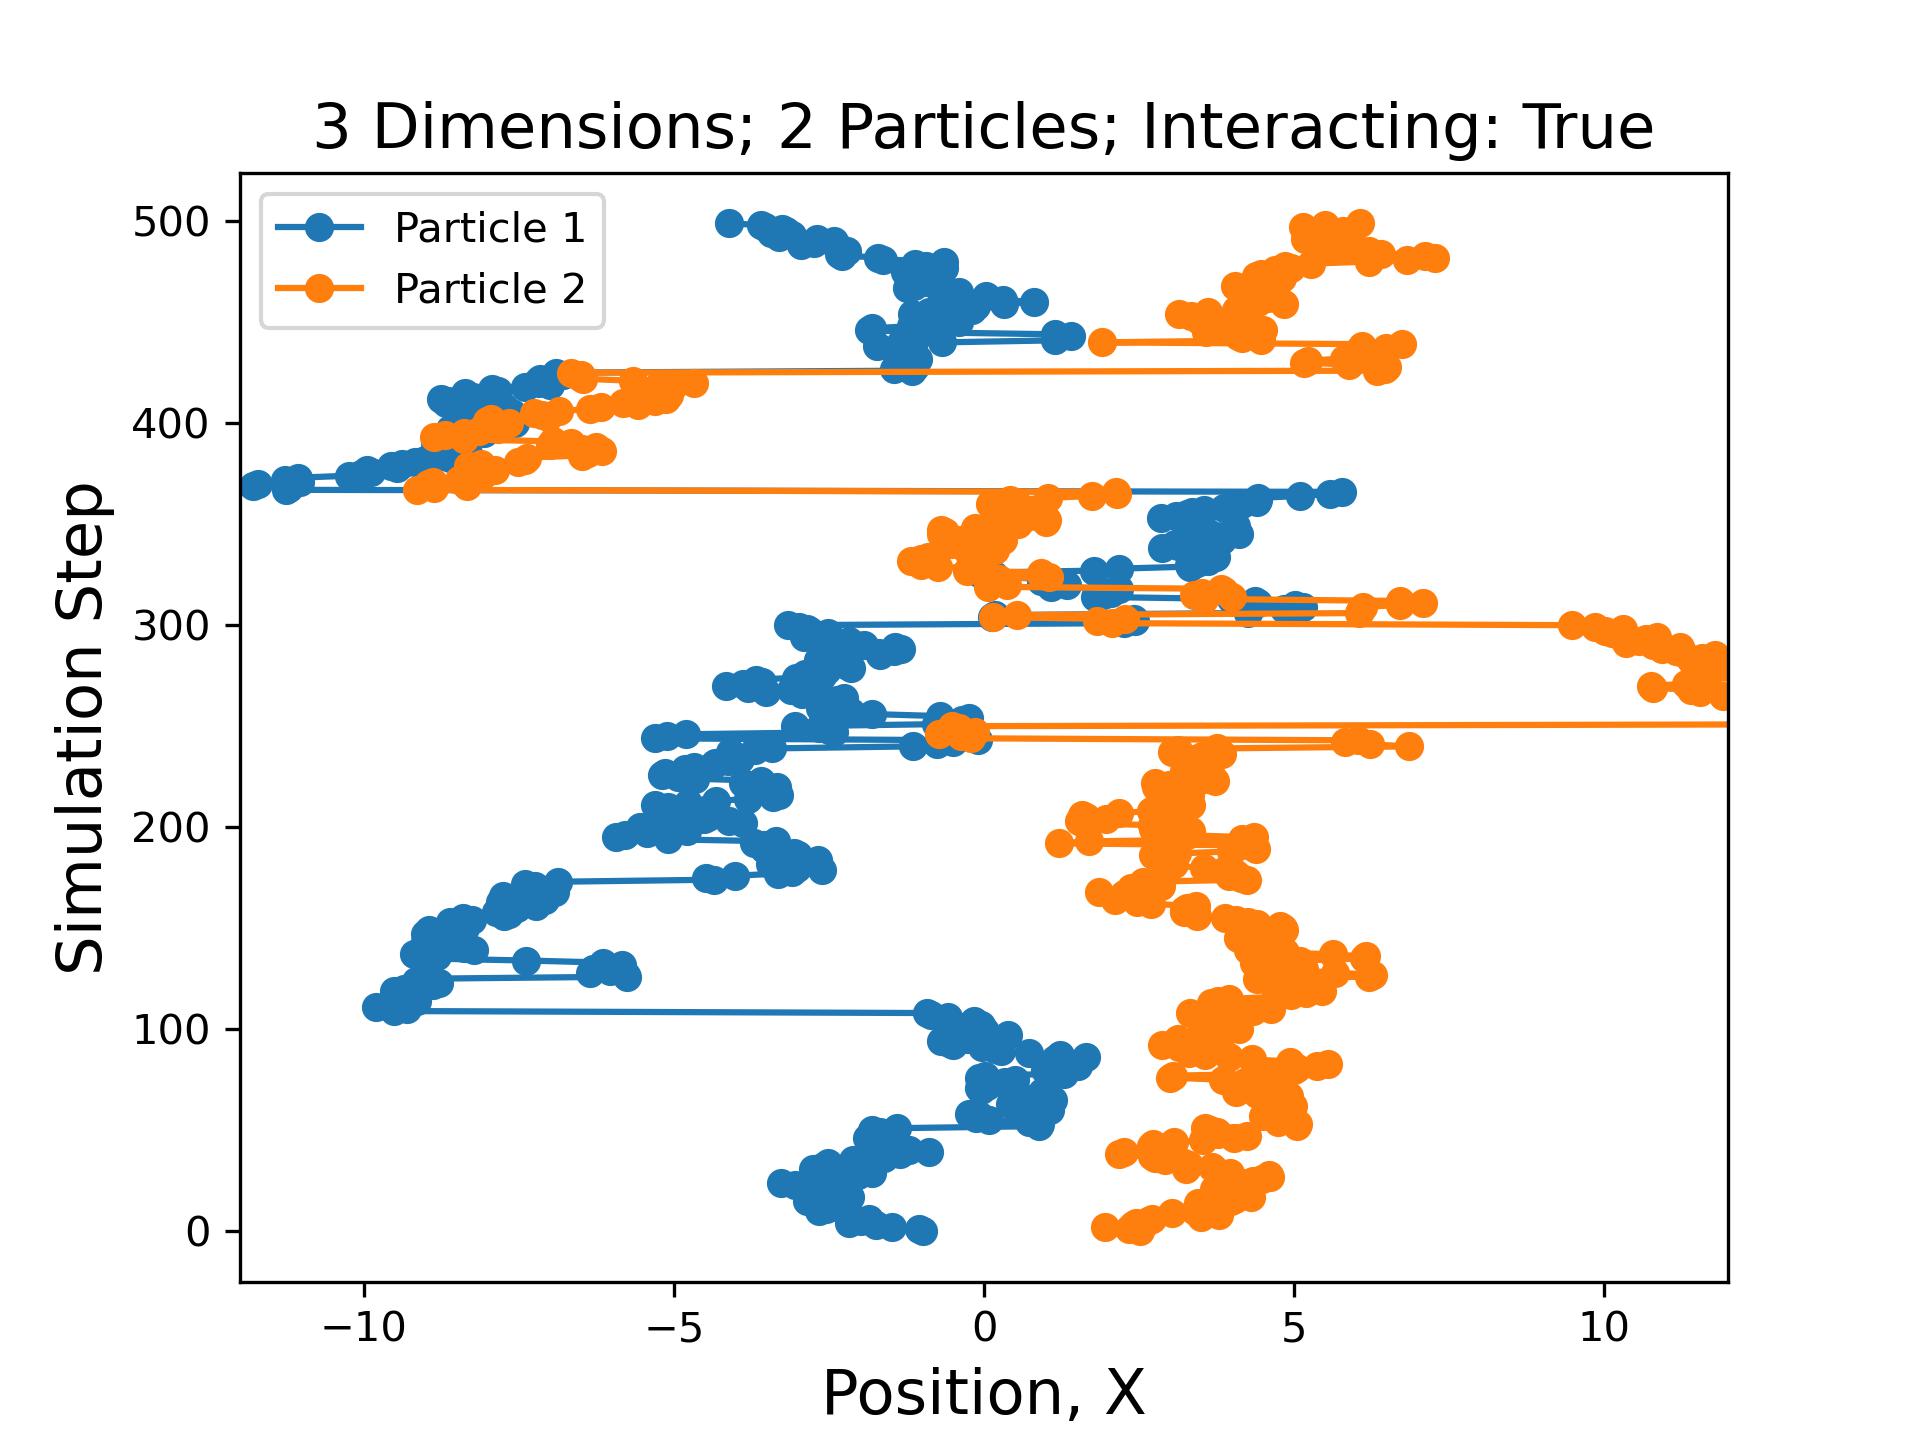 3 Dimensions; 2 Particles; Interacting: True
Particle 1
Particle 2
Simulation Step
500
400
300
200
100
0
−10
−5
0
5
10
Position, X